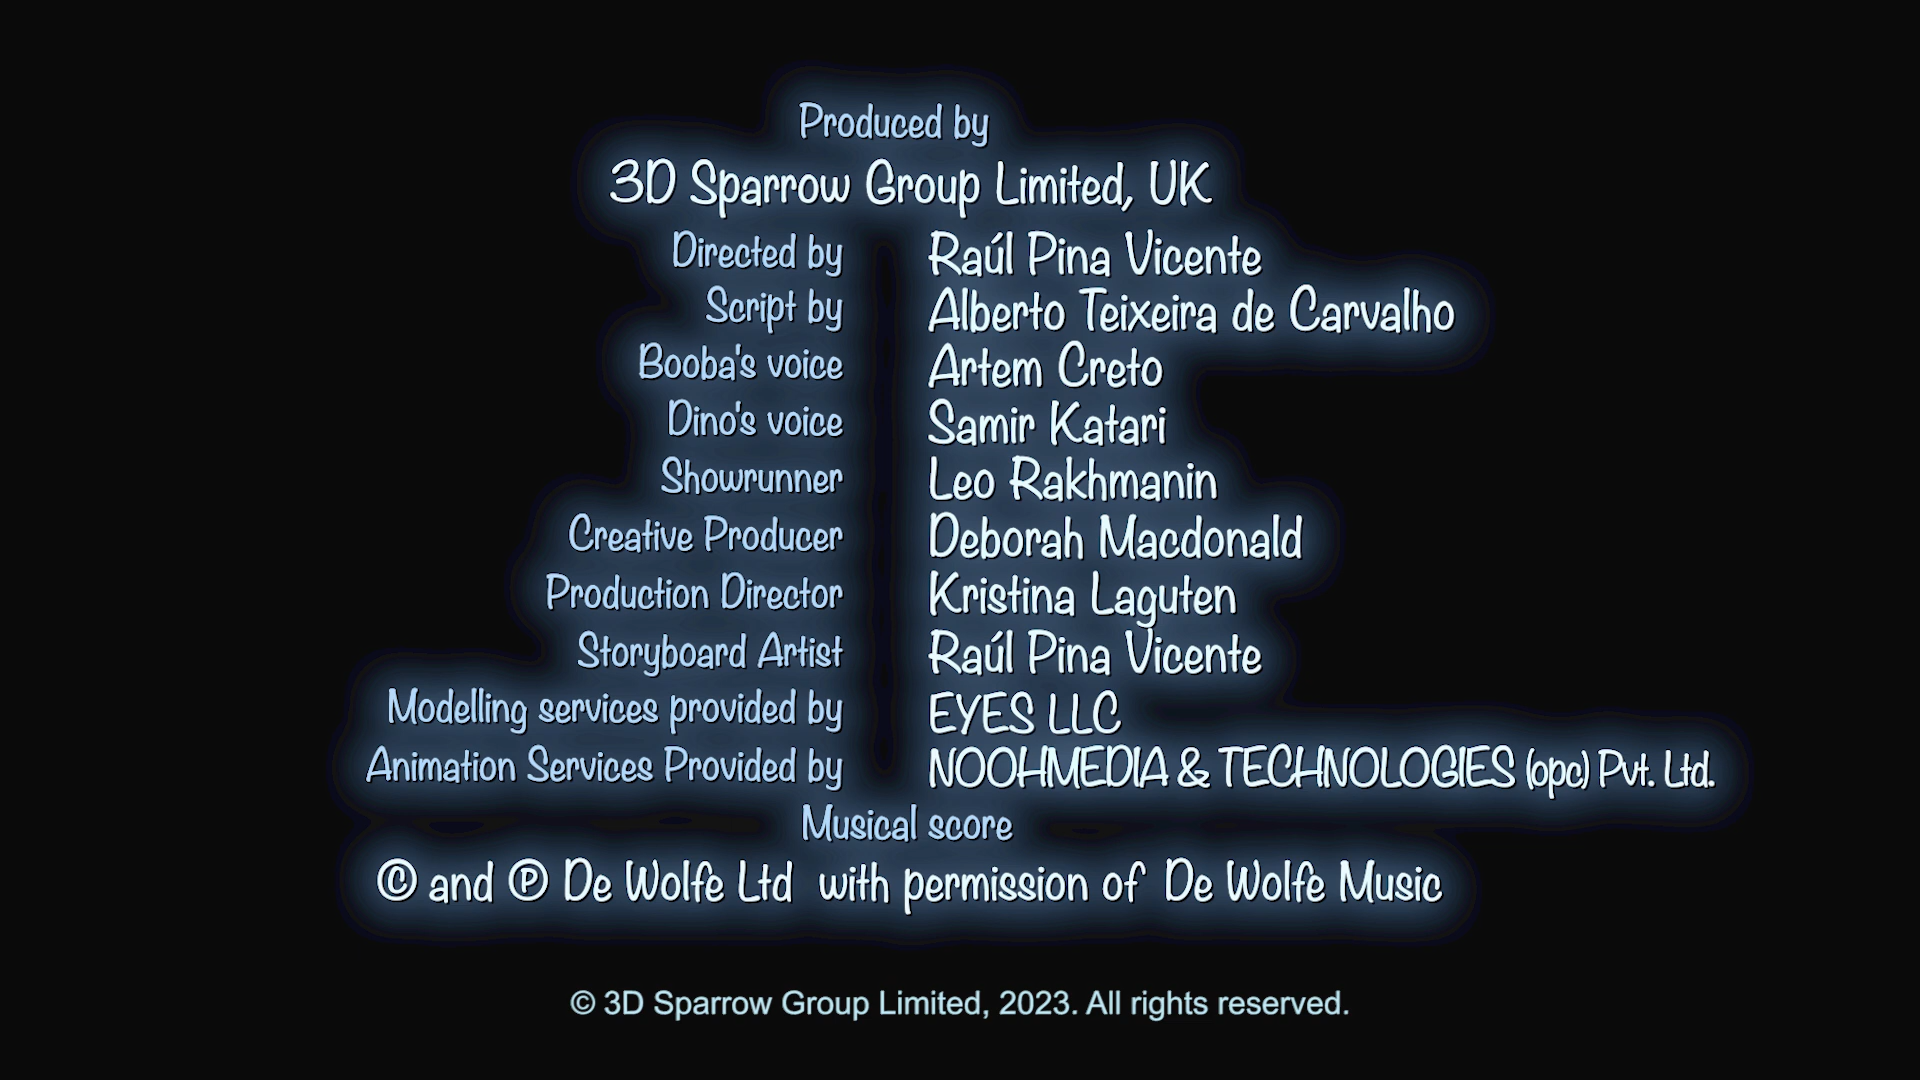 Produced by
3D Sparrow Group Limited, UK
Directed by Raúl Pina Vicente
Script by Alberto Teixeira de Carvalho
Booba's voice Artem Creto
Dino's voice Samir Katari
Showrunner Leo Rakhmanin
Creative Producer Deborah Macdonald
Production Director Kristina Laguten
Storyboard Artist Raúl Pina Vicente
Modelling services provided by EYES LLC
Animation Services Provided by NOOHMEDIA & TECHNOLOGIES (opc) Pvt. Ltd.
Musical score
© and ℗ De Wolfe Ltd with permission of De Wolfe Music
© 3D Sparrow Group Limited, 2023. All rights reserved.